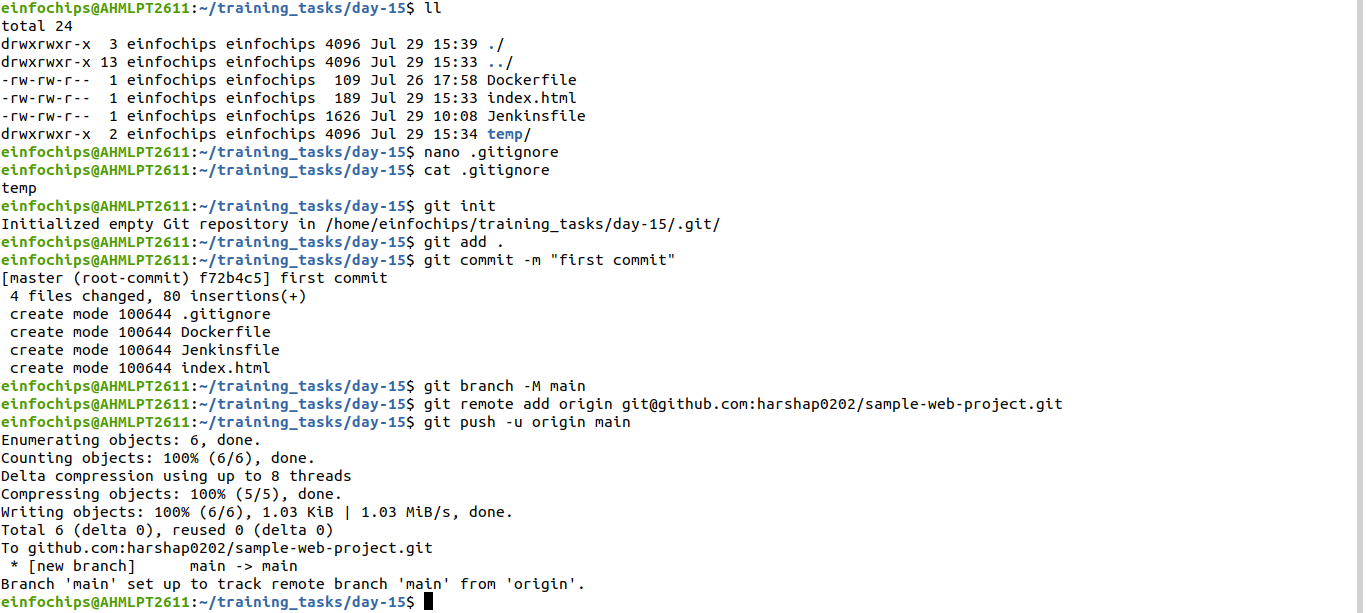 einfochips@AHMLPT2611:~/training_tasks/day-15$ ll
total 24
drwxrwxr-x  3 einfochips einfochips 4096 Jul 29 15:39 ./
drwxrwxr-x 13 einfochips einfochips 4096 Jul 29 15:33 ../
-rw-rw-r--  1 einfochips einfochips  109 Jul 26 17:58 Dockerfile
-rw-rw-r--  1 einfochips einfochips  189 Jul 29 15:33 index.html
-rw-rw-r--  1 einfochips einfochips 1626 Jul 29 10:08 Jenkinsfile
drwxrwxr-x  2 einfochips einfochips 4096 Jul 29 15:34 temp/
einfochips@AHMLPT2611:~/training_tasks/day-15$ nano .gitignore
einfochips@AHMLPT2611:~/training_tasks/day-15$ cat .gitignore
temp
einfochips@AHMLPT2611:~/training_tasks/day-15$ git init
Initialized empty Git repository in /home/einfochips/training_tasks/day-15/.git/
einfochips@AHMLPT2611:~/training_tasks/day-15$ git add .
einfochips@AHMLPT2611:~/training_tasks/day-15$ git commit -m "first commit"
[master (root-commit) f72b4c5] first commit
 4 files changed, 80 insertions(+)
 create mode 100644 .gitignore
 create mode 100644 Dockerfile
 create mode 100644 Jenkinsfile
 create mode 100644 index.html
einfochips@AHMLPT2611:~/training_tasks/day-15$ git branch -M main
einfochips@AHMLPT2611:~/training_tasks/day-15$ git remote add origin git@github.com:harshap0202/sample-web-project.git
einfochips@AHMLPT2611:~/training_tasks/day-15$ git push -u origin main
Enumerating objects: 6, done.
Counting objects: 100% (6/6), done.
Delta compression using up to 8 threads
Compressing objects: 100% (5/5), done.
Writing objects: 100% (6/6), 1.03 KiB | 1.03 MiB/s, done.
Total 6 (delta 0), reused 0 (delta 0)
To github.com:harshap0202/sample-web-project.git
 * [new branch]      main -> main
Branch 'main' set up to track remote branch 'main' from 'origin'.
einfochips@AHMLPT2611:~/training_tasks/day-15$